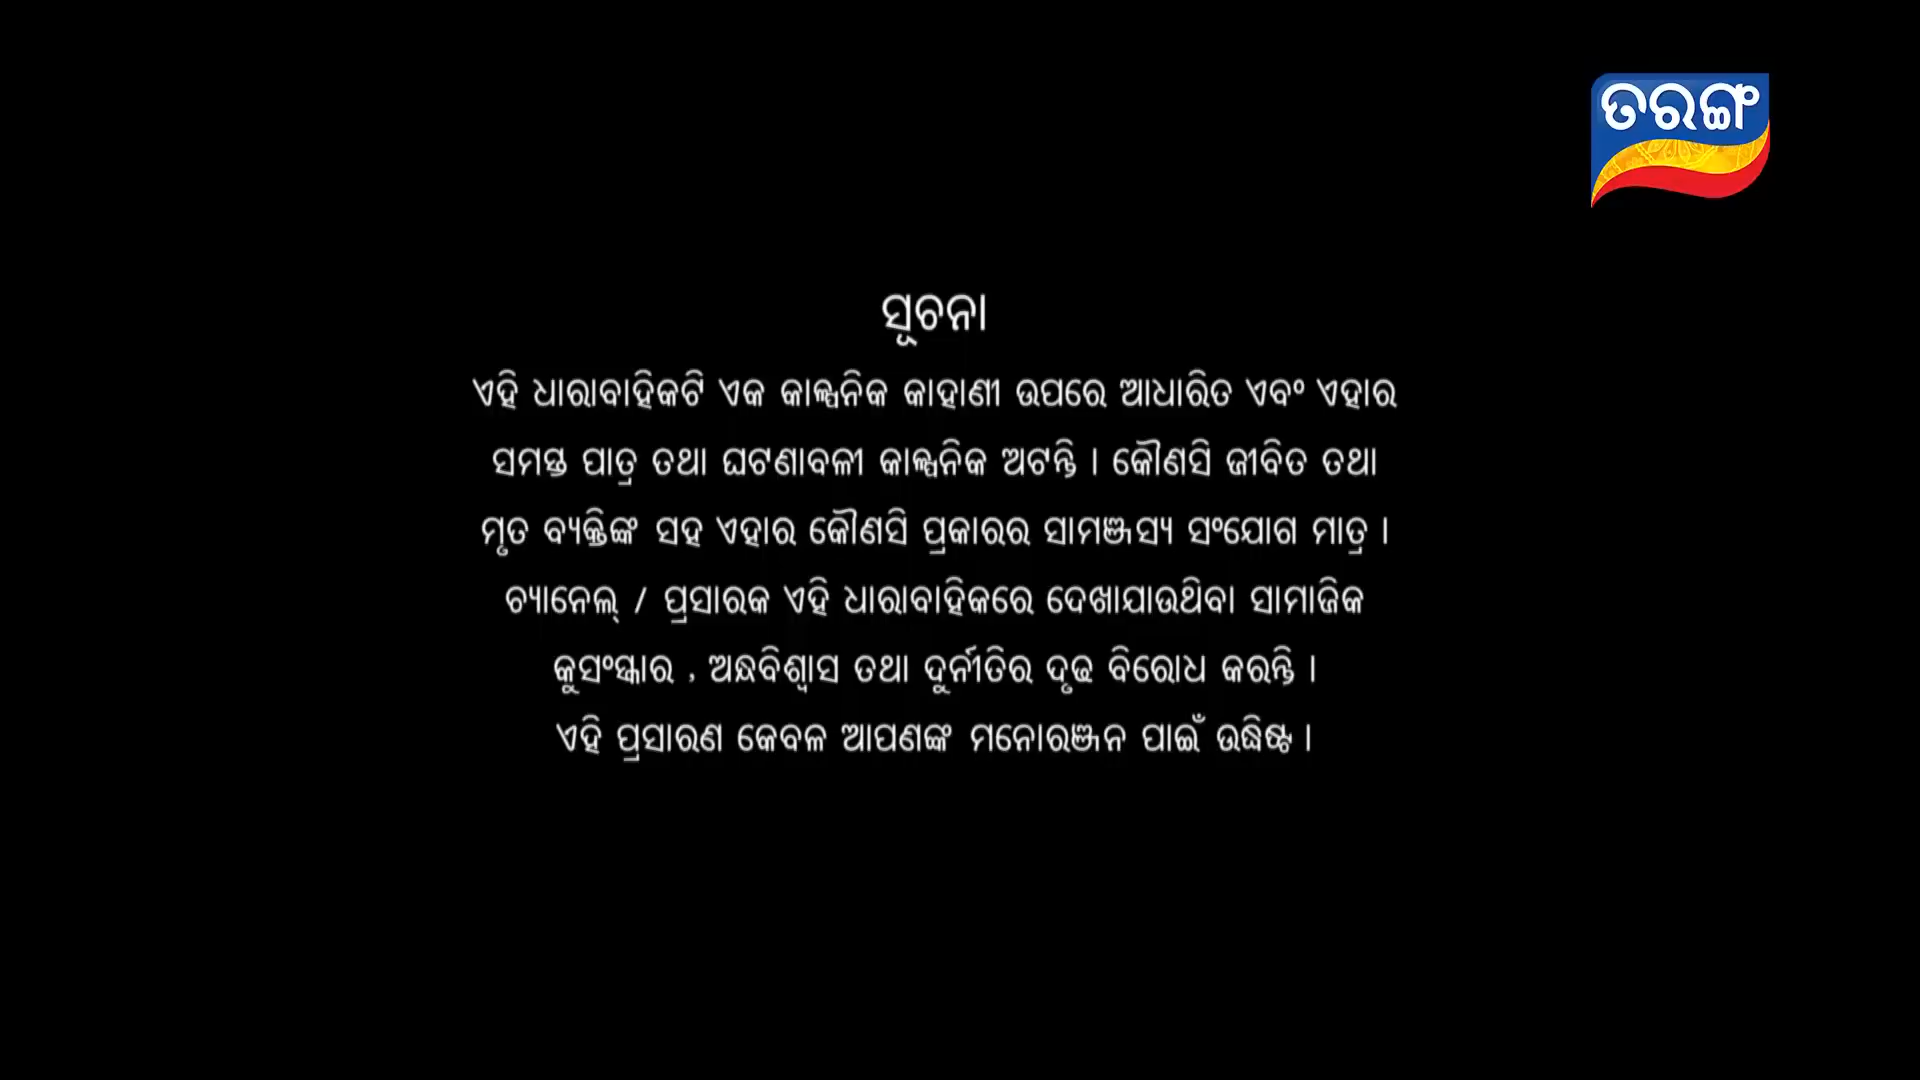 ତରଙ୍ଗ
ସୂଚନା
ଏହି ଧାରାବାହିକଟି ଏକ କାଳ୍ପନିକ କାହାଣୀ ଉପରେ ଆଧାରିତ ଏବଂ ଏହାର
ସମସ୍ତ ପାତ୍ର ତଥା ଘଟଣାବଳୀ କାଳ୍ପନିକ ଅଟନ୍ତି । କୌଣସି ଜୀବିତ ତଥା
ମୃତ ବ୍ୟକ୍ତିଙ୍କ ସହ ଏହାର କୌଣସି ପ୍ରକାରର ସାମଞ୍ଜସ୍ୟ ସଂଯୋଗ ମାତ୍ର ।
ଚ୍ୟାନେଲ୍ / ପ୍ରସାରକ ଏହି ଧାରାବାହିକରେ ଦେଖାଯାଉଥିବା ସାମାଜିକ
କୁସଂସ୍କାର , ଅନ୍ଧବିଶ୍ୱାସ ତଥା ଦୁର୍ନୀତିର ଦୃଢ ବିରୋଧ କରନ୍ତି ।
ଏହି ପ୍ରସାରଣ କେବଳ ଆପଣଙ୍କ ମନୋରଞ୍ଜନ ପାଇଁ ଉଦ୍ଧିଷ୍ଟ ।